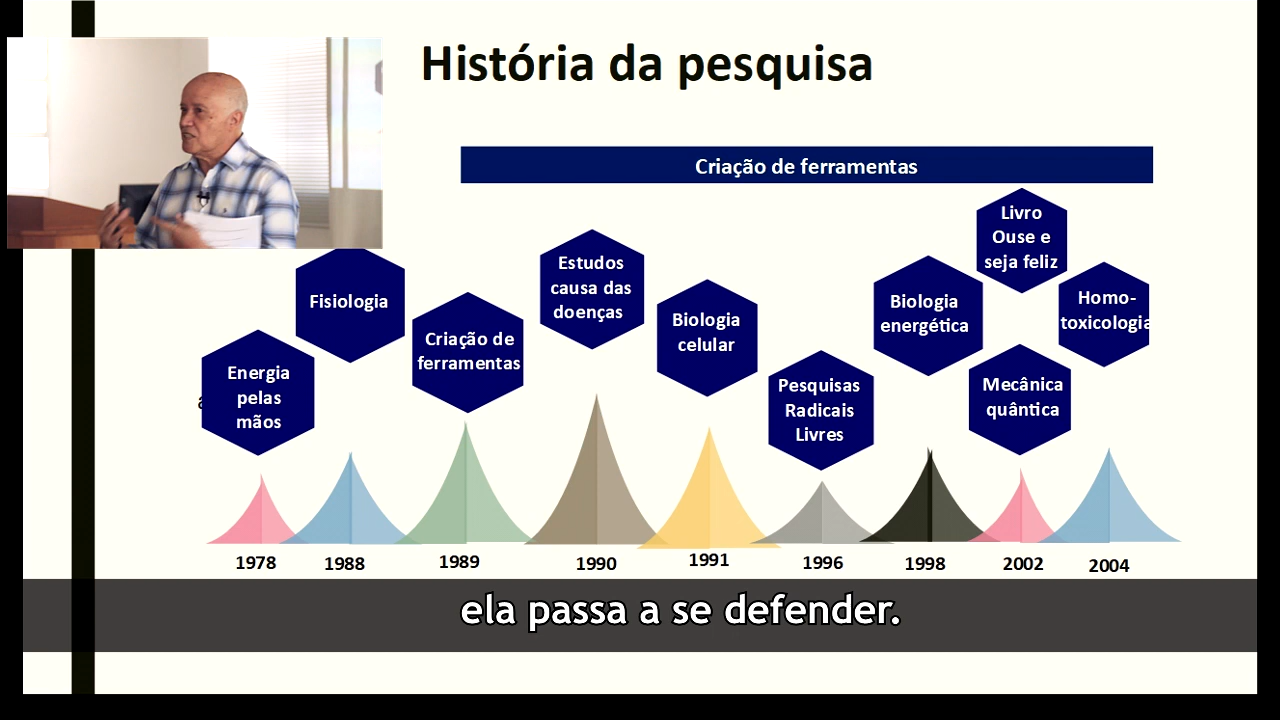 História da pesquisa
Criação de ferramentas
Energia
pelas
mãos
Fisiologia
Criação de
ferramentas
Estudos
causa das
doenças
Biologia
celular
Pesquisas
Radicais
Livres
Biologia
energética
Livro
Ouse e
seja feliz
Mecânica
quântica
Homo-
toxicologia
1978
1988
1989
1990
1991
1996
1998
2002
2004
ela passa a se defender.